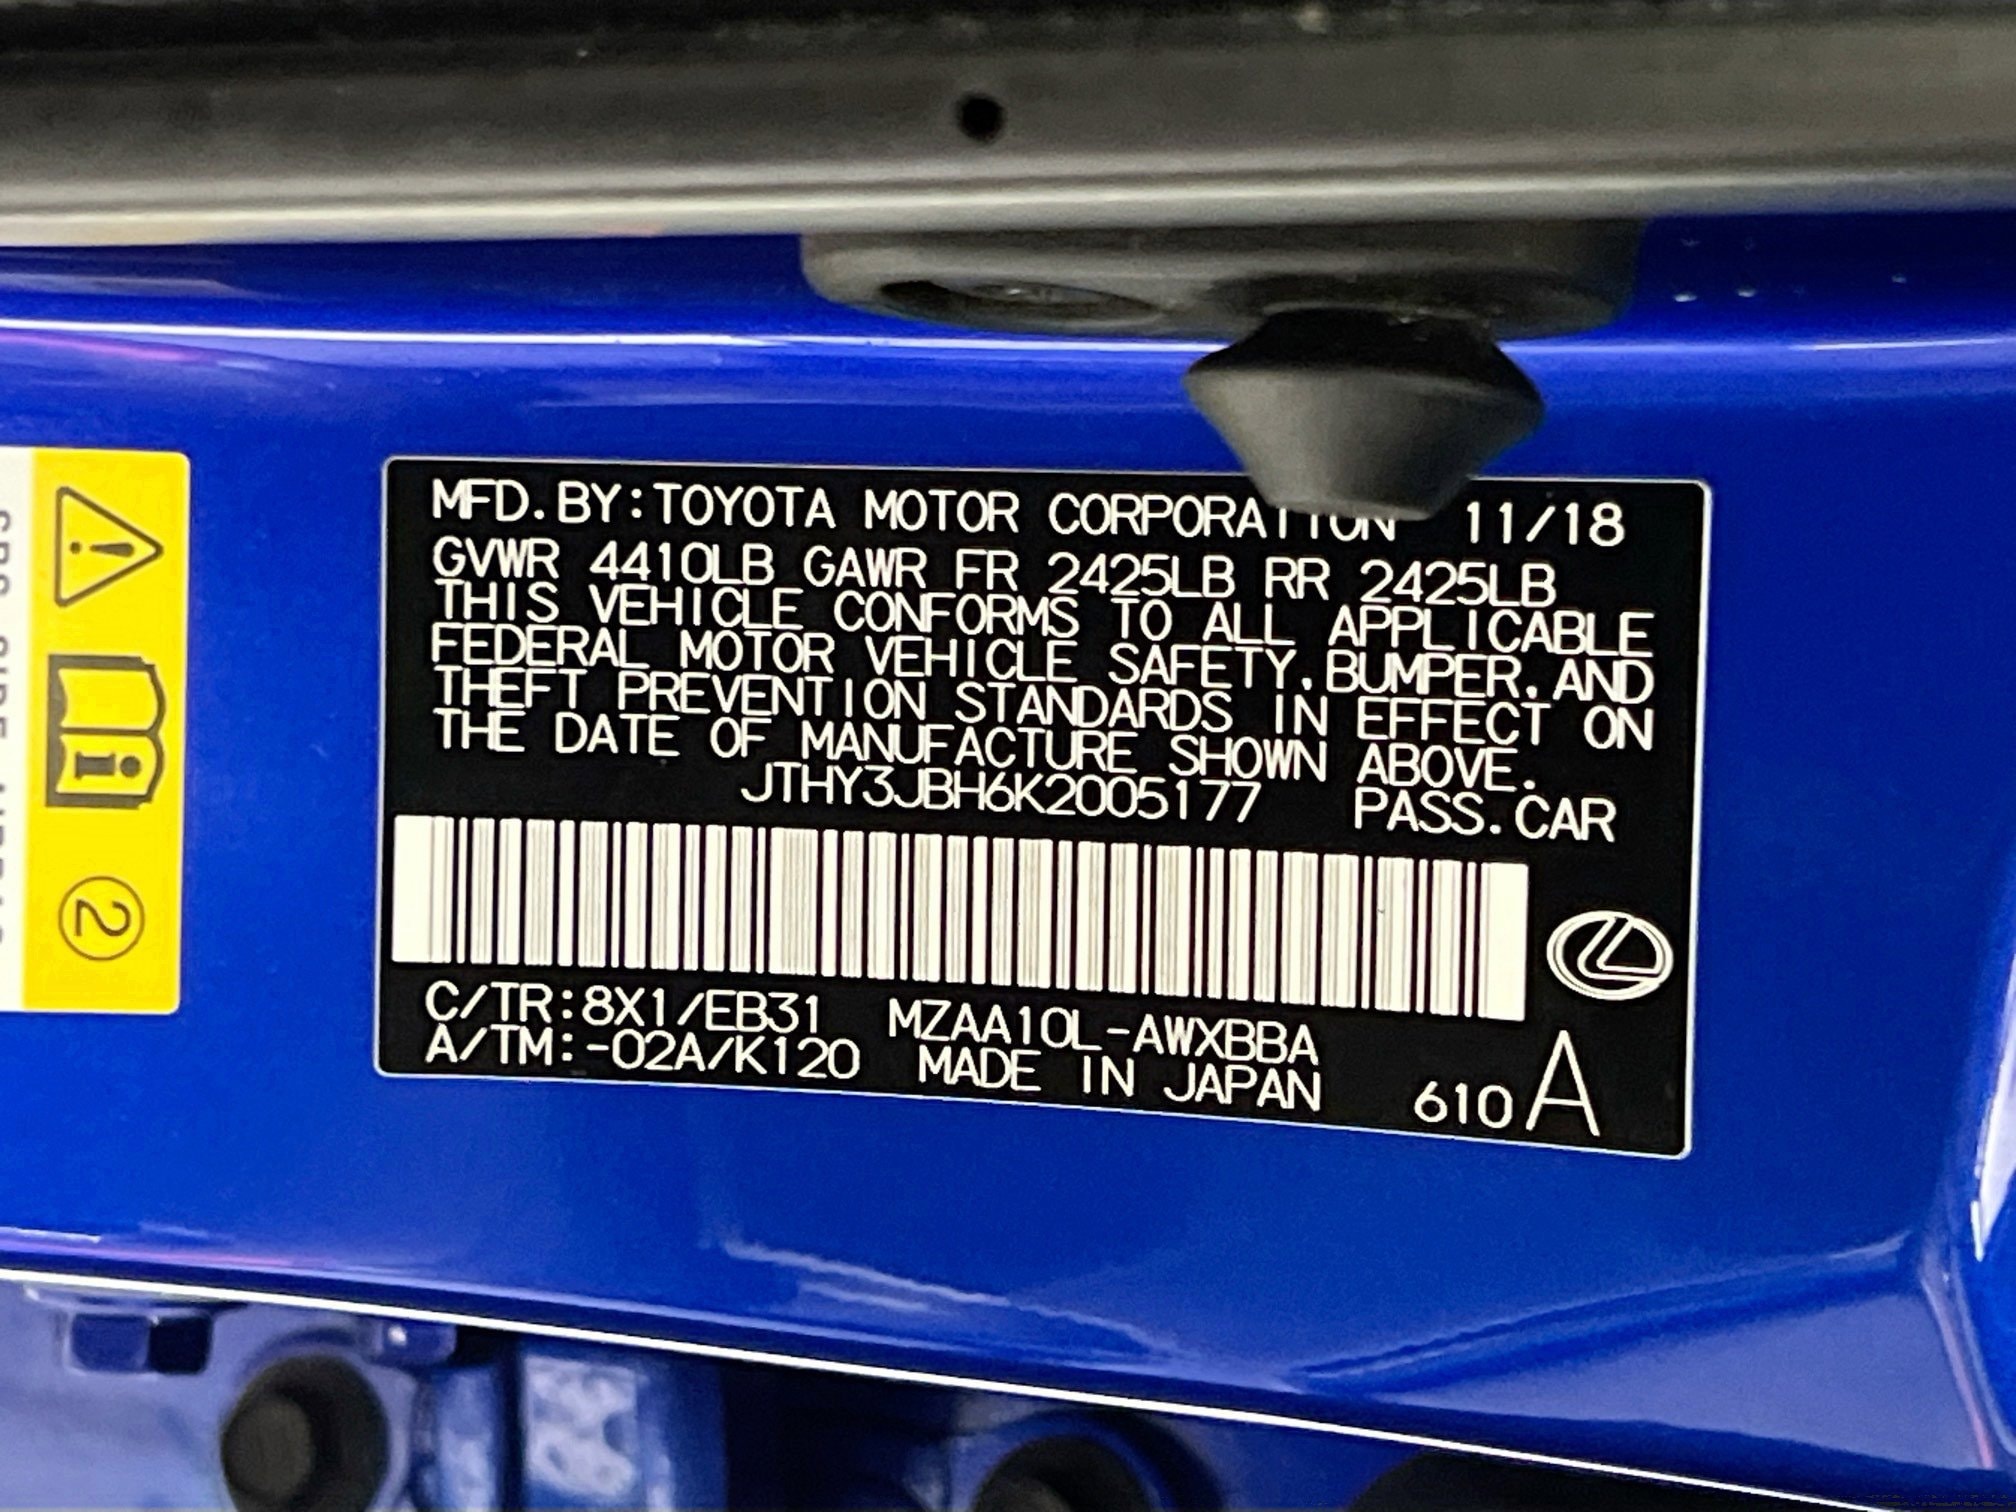 MFD.BY:TOYOTA MOTOR CORPORATION 11/18
GVWR 4410LB GAWR FR 2425LB RR 2425LB
THIS VEHICLE CONFORMS TO ALL APPLICABLE
FEDERAL MOTOR VEHICLE SAFETY,BUMPER,AND
THEFT PREVENTION STANDARDS IN EFFECT ON
THE DATE OF MANUFACTURE SHOWN ABOVE.
JTHY3JBH6K2005177 PASS.CAR
C/TR:8X1/EB31 MZAA10L-AWXBBA
A/TM:-02A/K120 MADE IN JAPAN 610 A
2